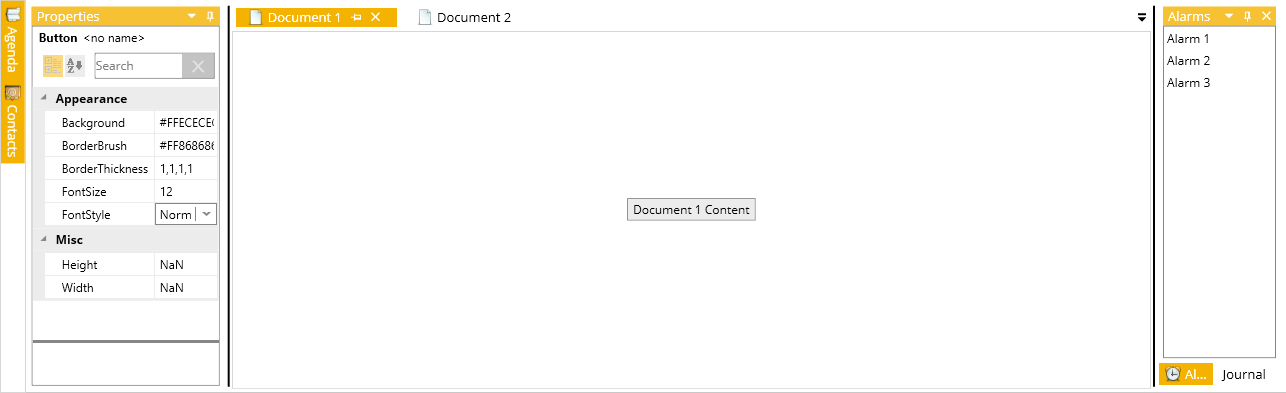 Agenda
Contacts
Properties
Button <no name>
Search
Appearance
Background #FFECECEC
BorderBrush #FF868686
BorderThickness 1,1,1,1
FontSize 12
FontStyle Norm
Misc
Height NaN
Width NaN
Document 1
Document 2
Document 1 Content
Alarms
Alarm 1
Alarm 2
Alarm 3
Al...
Journal